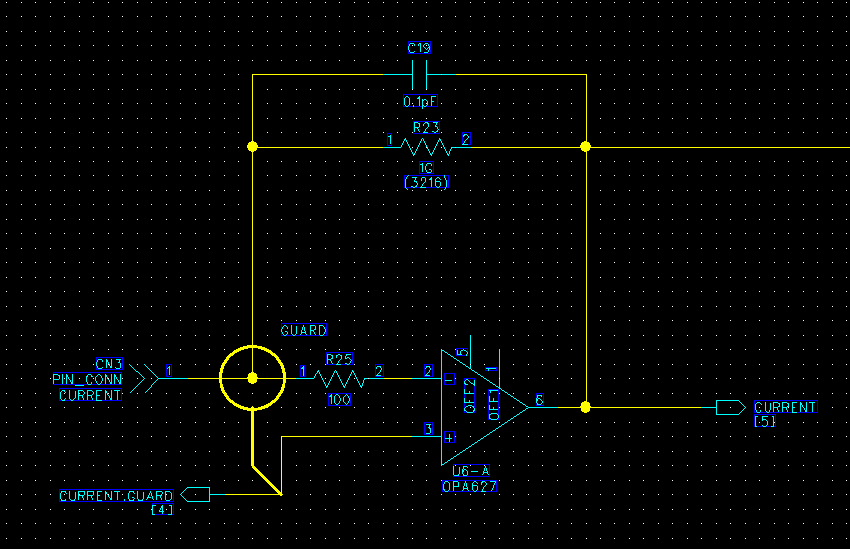 C19
0.1pF
R23
1 2
1G
(3216)
GUARD
CN3
PIN_CONN
CURRENT
1
R25
1 2
100
2
-
5
OFF2
1
OFF1
6
CURRENT
[5]
3
+
U6-A
OPA627
CURRENT.GUARD
[4]